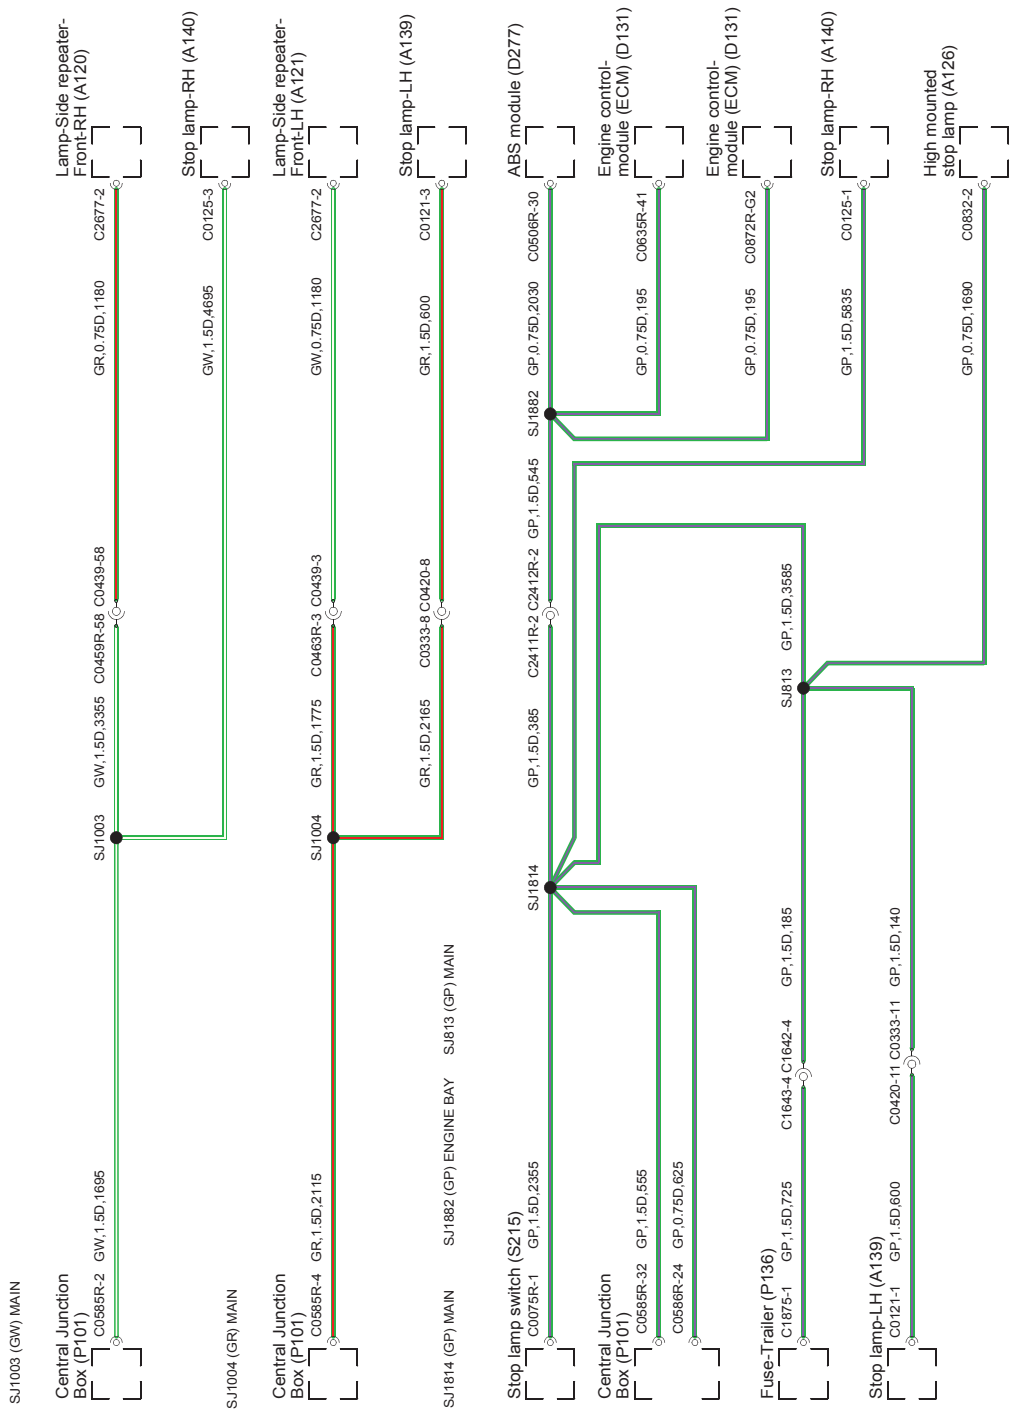 SJ1003 (GW) MAIN
Central Junction
Box (P101)
C0585R-2
GW,1.5D,1695
SJ1003
GW,1.5D,3355
C0459R-58
C0439-58
GR,0.75D,1180
C2677-2
Lamp-Side repeater-
Front-RH (A120)
GW,1.5D,4695
C0125-3
Stop lamp-RH (A140)
SJ1004 (GR) MAIN
Central Junction
Box (P101)
C0585R-4
GR,1.5D,2115
SJ1004
GR,1.5D,1775
C0463R-3
C0439-3
GW,0.75D,1180
C2677-2
Lamp-Side repeater-
Front-LH (A121)
GR,1.5D,2165
C0333-8
C0420-8
GR,1.5D,600
C0121-3
Stop lamp-LH (A139)
SJ1814 (GP) MAIN
SJ1882 (GP) ENGINE BAY
SJ813 (GP) MAIN
Stop lamp switch (S215)
C0075R-1
GP,1.5D,2355
SJ1814
GP,1.5D,385
C2411R-2
C2412R-2
GP,1.5D,545
SJ1882
GP,0.75D,2030
C0506R-30
ABS module (D277)
Central Junction
Box (P101)
C0585R-32
GP,1.5D,555
GP,0.75D,195
C0635R-41
Engine control-
module (ECM) (D131)
C0586R-24
GP,0.75D,625
GP,0.75D,195
C0872R-G2
Engine control-
module (ECM) (D131)
Fuse-Trailer (P136)
C1875-1
GP,1.5D,725
C1643-4
C1642-4
GP,1.5D,185
SJ813
GP,1.5D,3585
GP,1.5D,5835
C0125-1
Stop lamp-RH (A140)
Stop lamp-LH (A139)
C0121-1
GP,1.5D,600
C0420-11
C0333-11
GP,1.5D,140
GP,0.75D,1690
C0832-2
High mounted
stop lamp (A126)